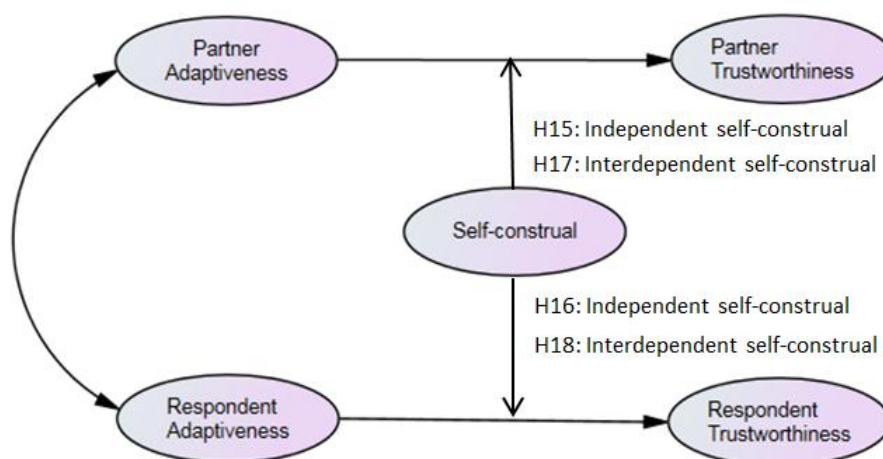 Partner
Adaptiveness
Partner
Trustworthiness
H15: Independent self-construal
H17: Interdependent self-construal
Self-construal
H16: Independent self-construal
H18: Interdependent self-construal
Respondent
Adaptiveness
Respondent
Trustworthiness